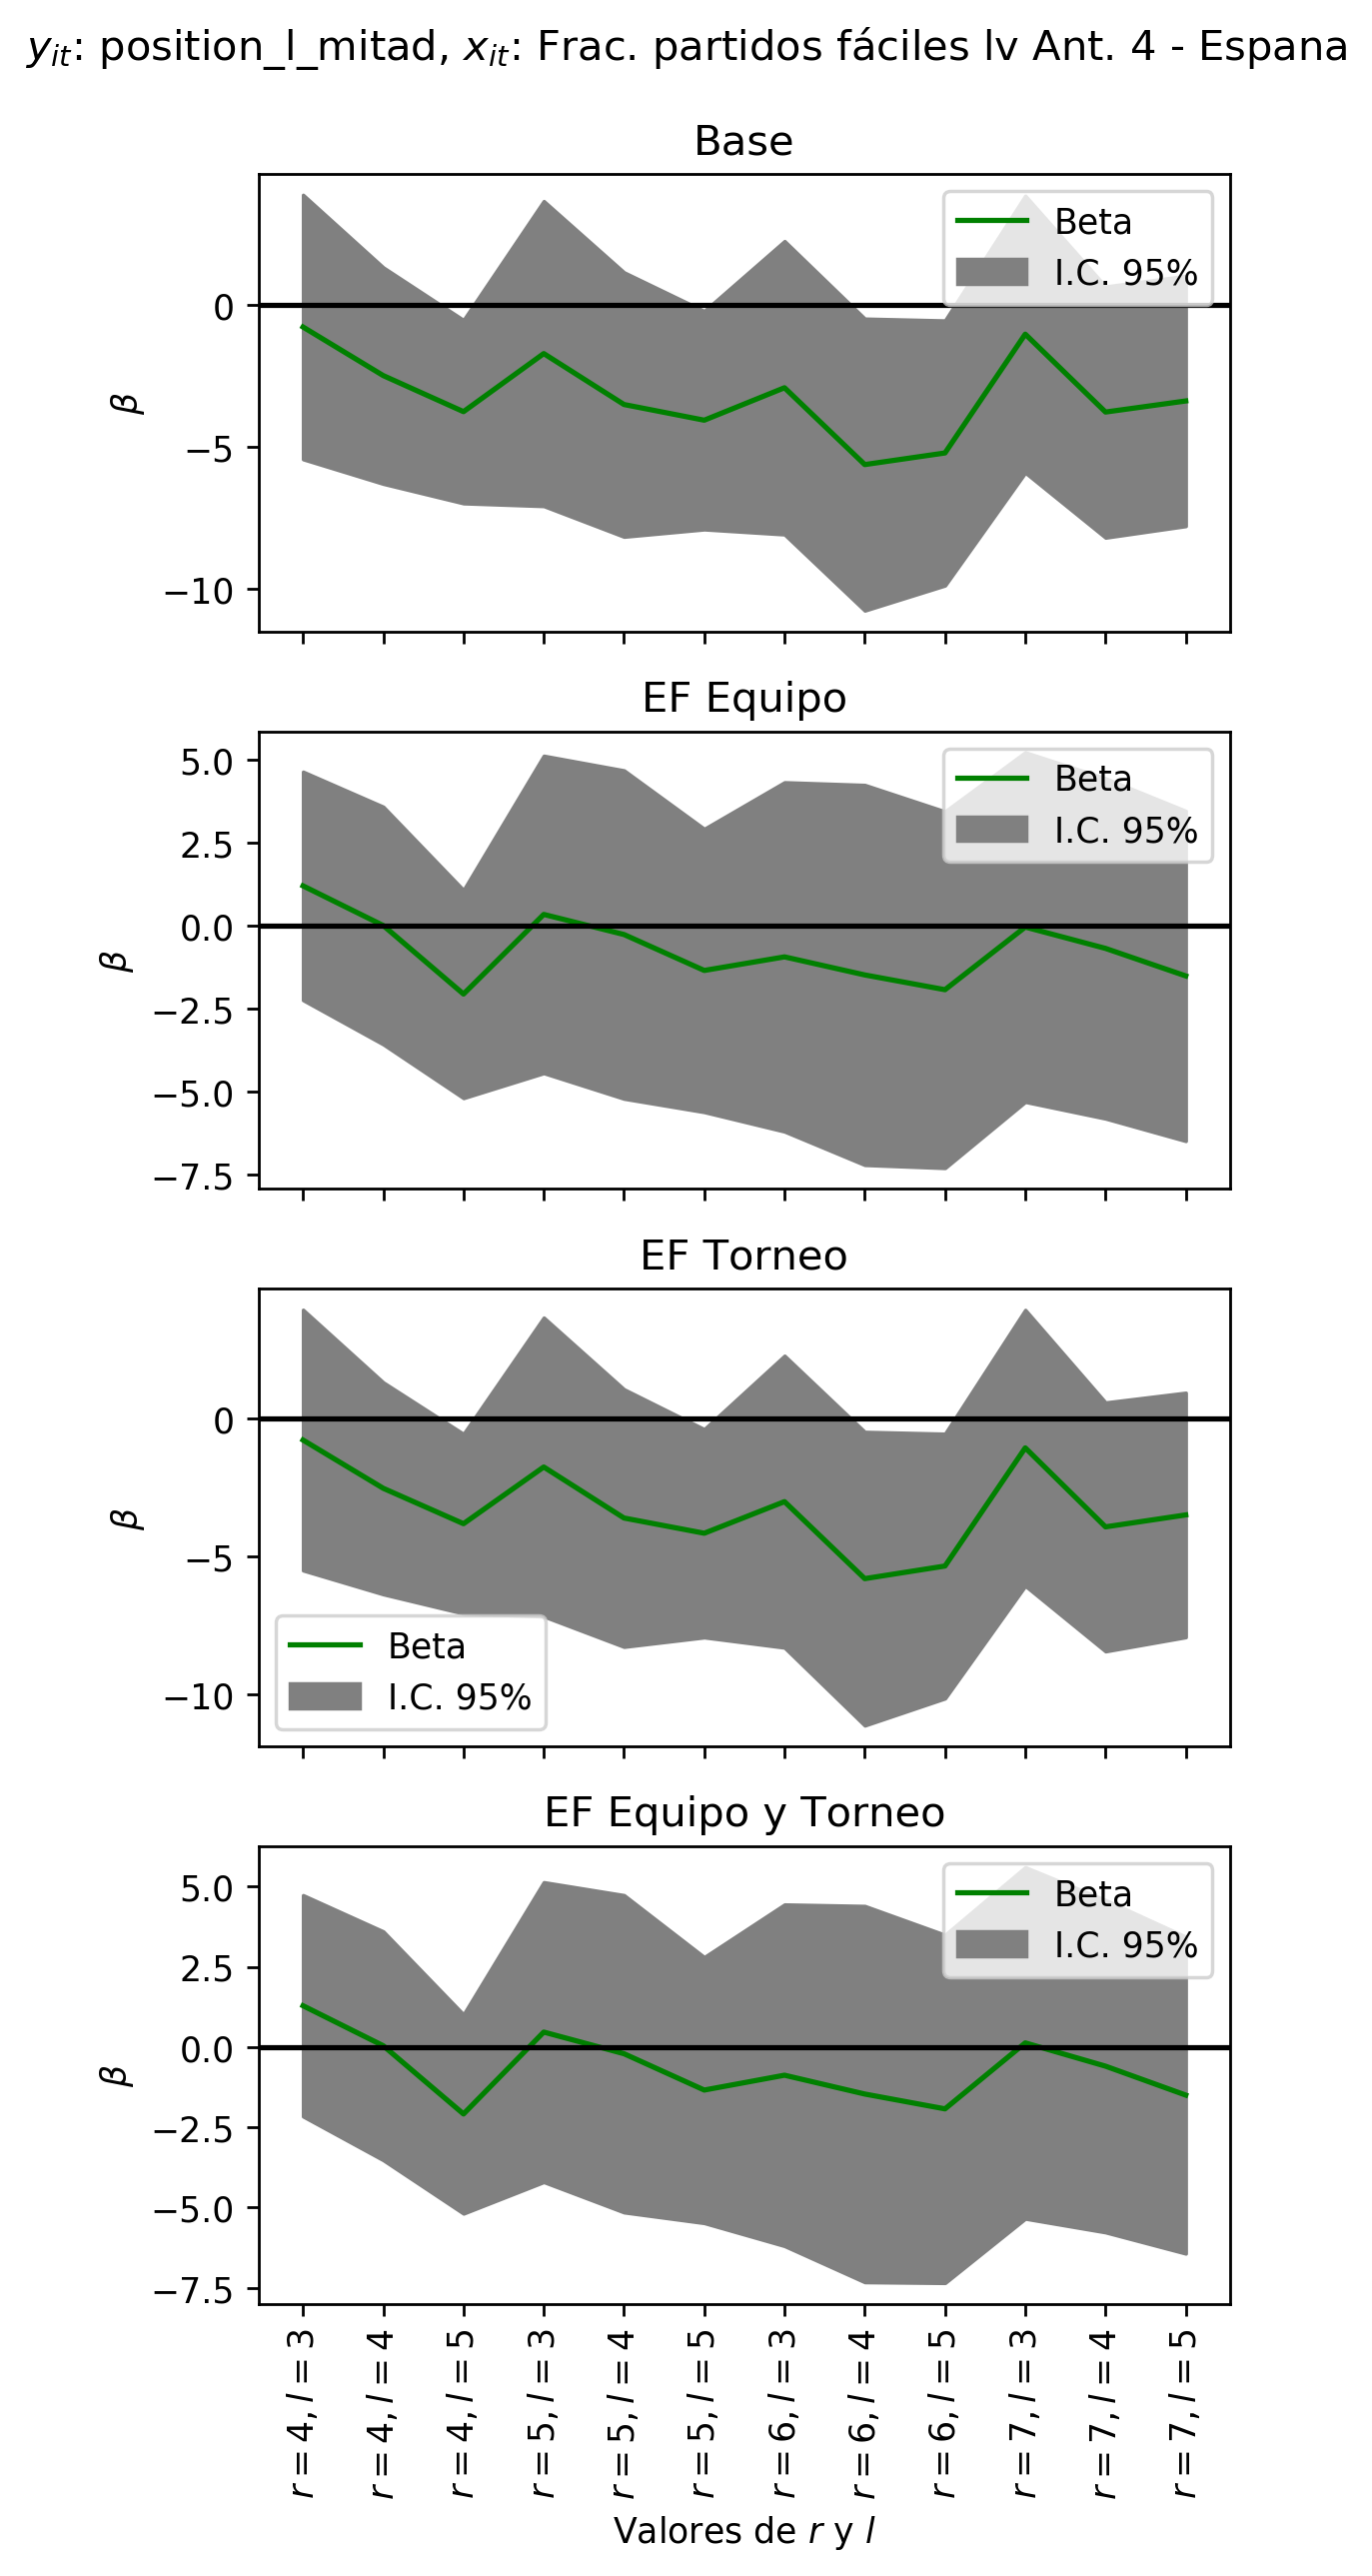 y_it: position_l_mitad, x_it: Frac. partidos fáciles lv Ant. 4 - Espana
Base
Beta
I.C. 95%
0
−5
−10
β
EF Equipo
Beta
I.C. 95%
5.0
2.5
0.0
−2.5
−5.0
−7.5
β
EF Torneo
0
−5
−10
β
Beta
I.C. 95%
EF Equipo y Torneo
Beta
I.C. 95%
5.0
2.5
0.0
−2.5
−5.0
−7.5
β
r = 4, l = 3
r = 4, l = 4
r = 4, l = 5
r = 5, l = 3
r = 5, l = 4
r = 5, l = 5
r = 6, l = 3
r = 6, l = 4
r = 6, l = 5
r = 7, l = 3
r = 7, l = 4
r = 7, l = 5
Valores de r y l